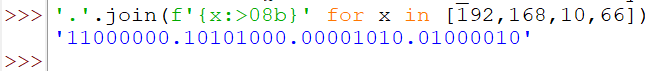 >>> '.'.join(f'{x:>08b}' for x in [192,168,10,66])
'11000000.10101000.00001010.01000010'
>>>